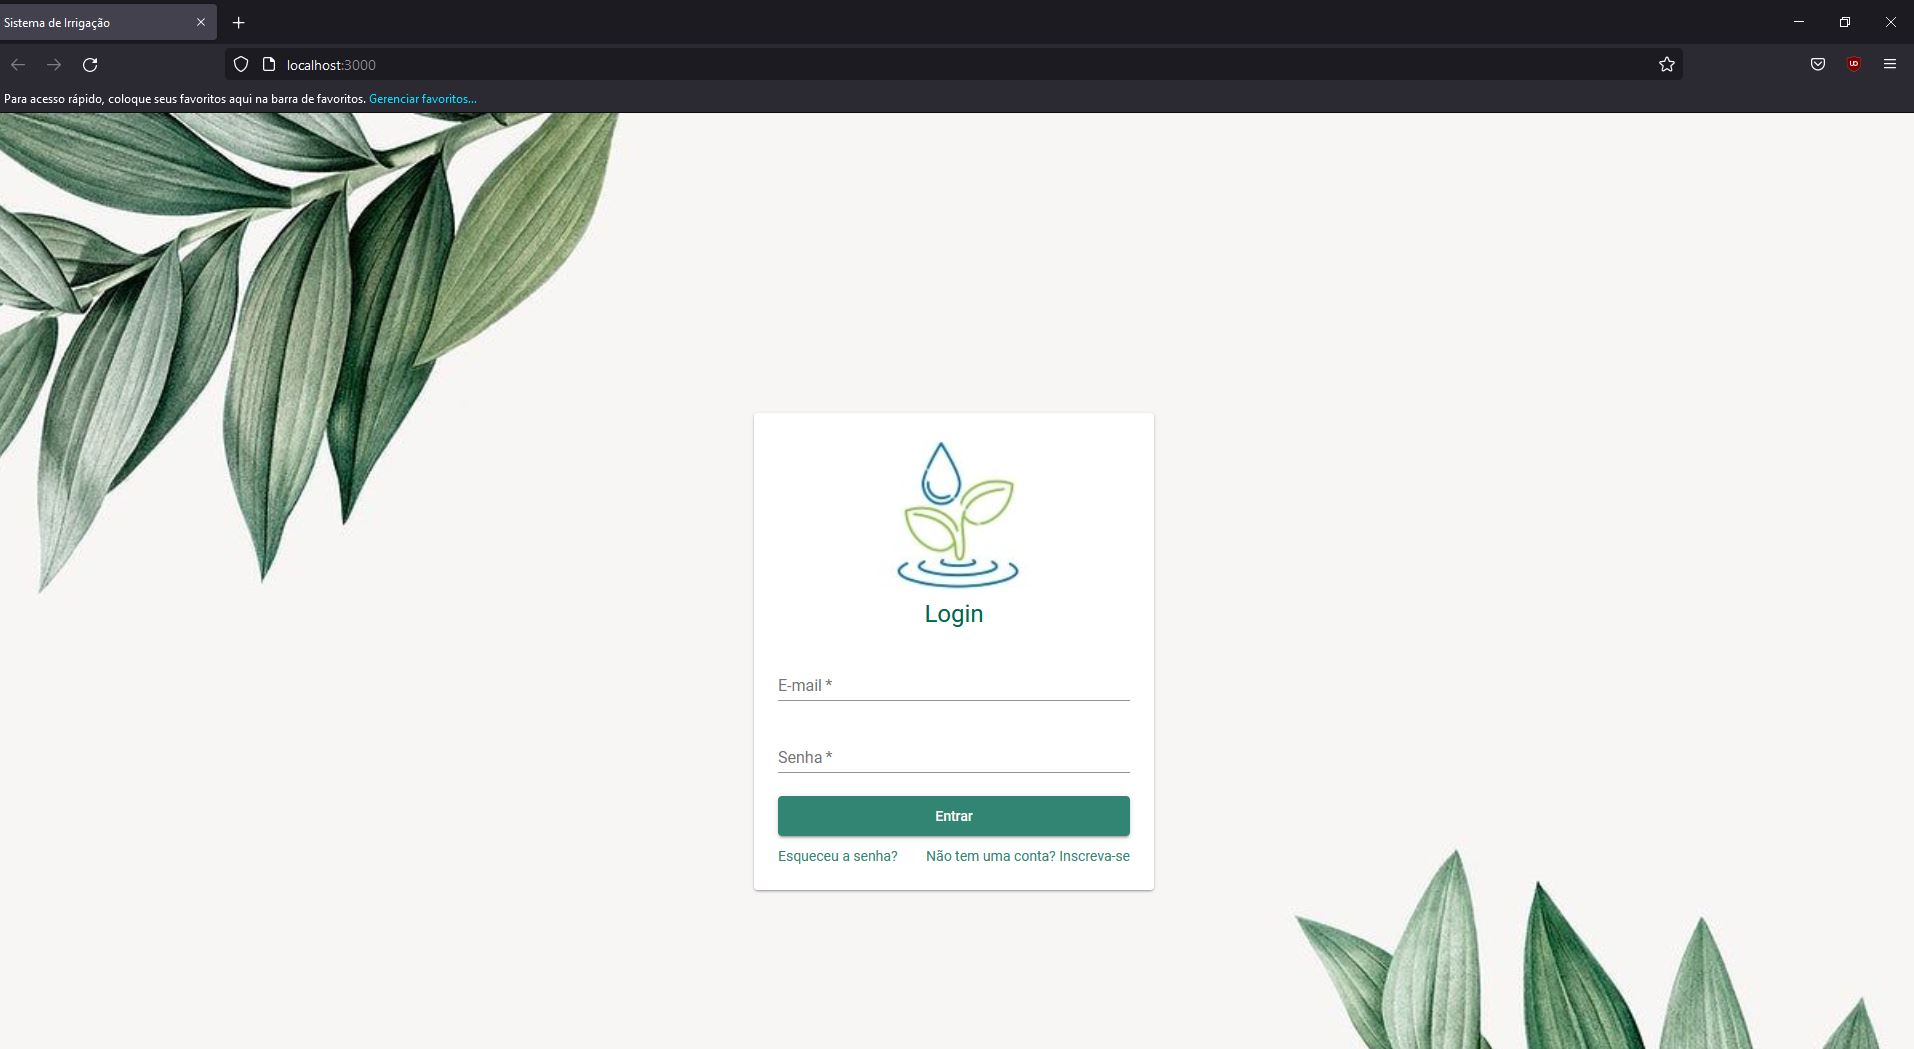 Sistema de Irrigação
localhost:3000
Para acesso rápido, coloque seus favoritos aqui na barra de favoritos. Gerenciar favoritos...
Login
E-mail *
Senha *
Entrar
Esqueceu a senha? Não tem uma conta? Inscreva-se